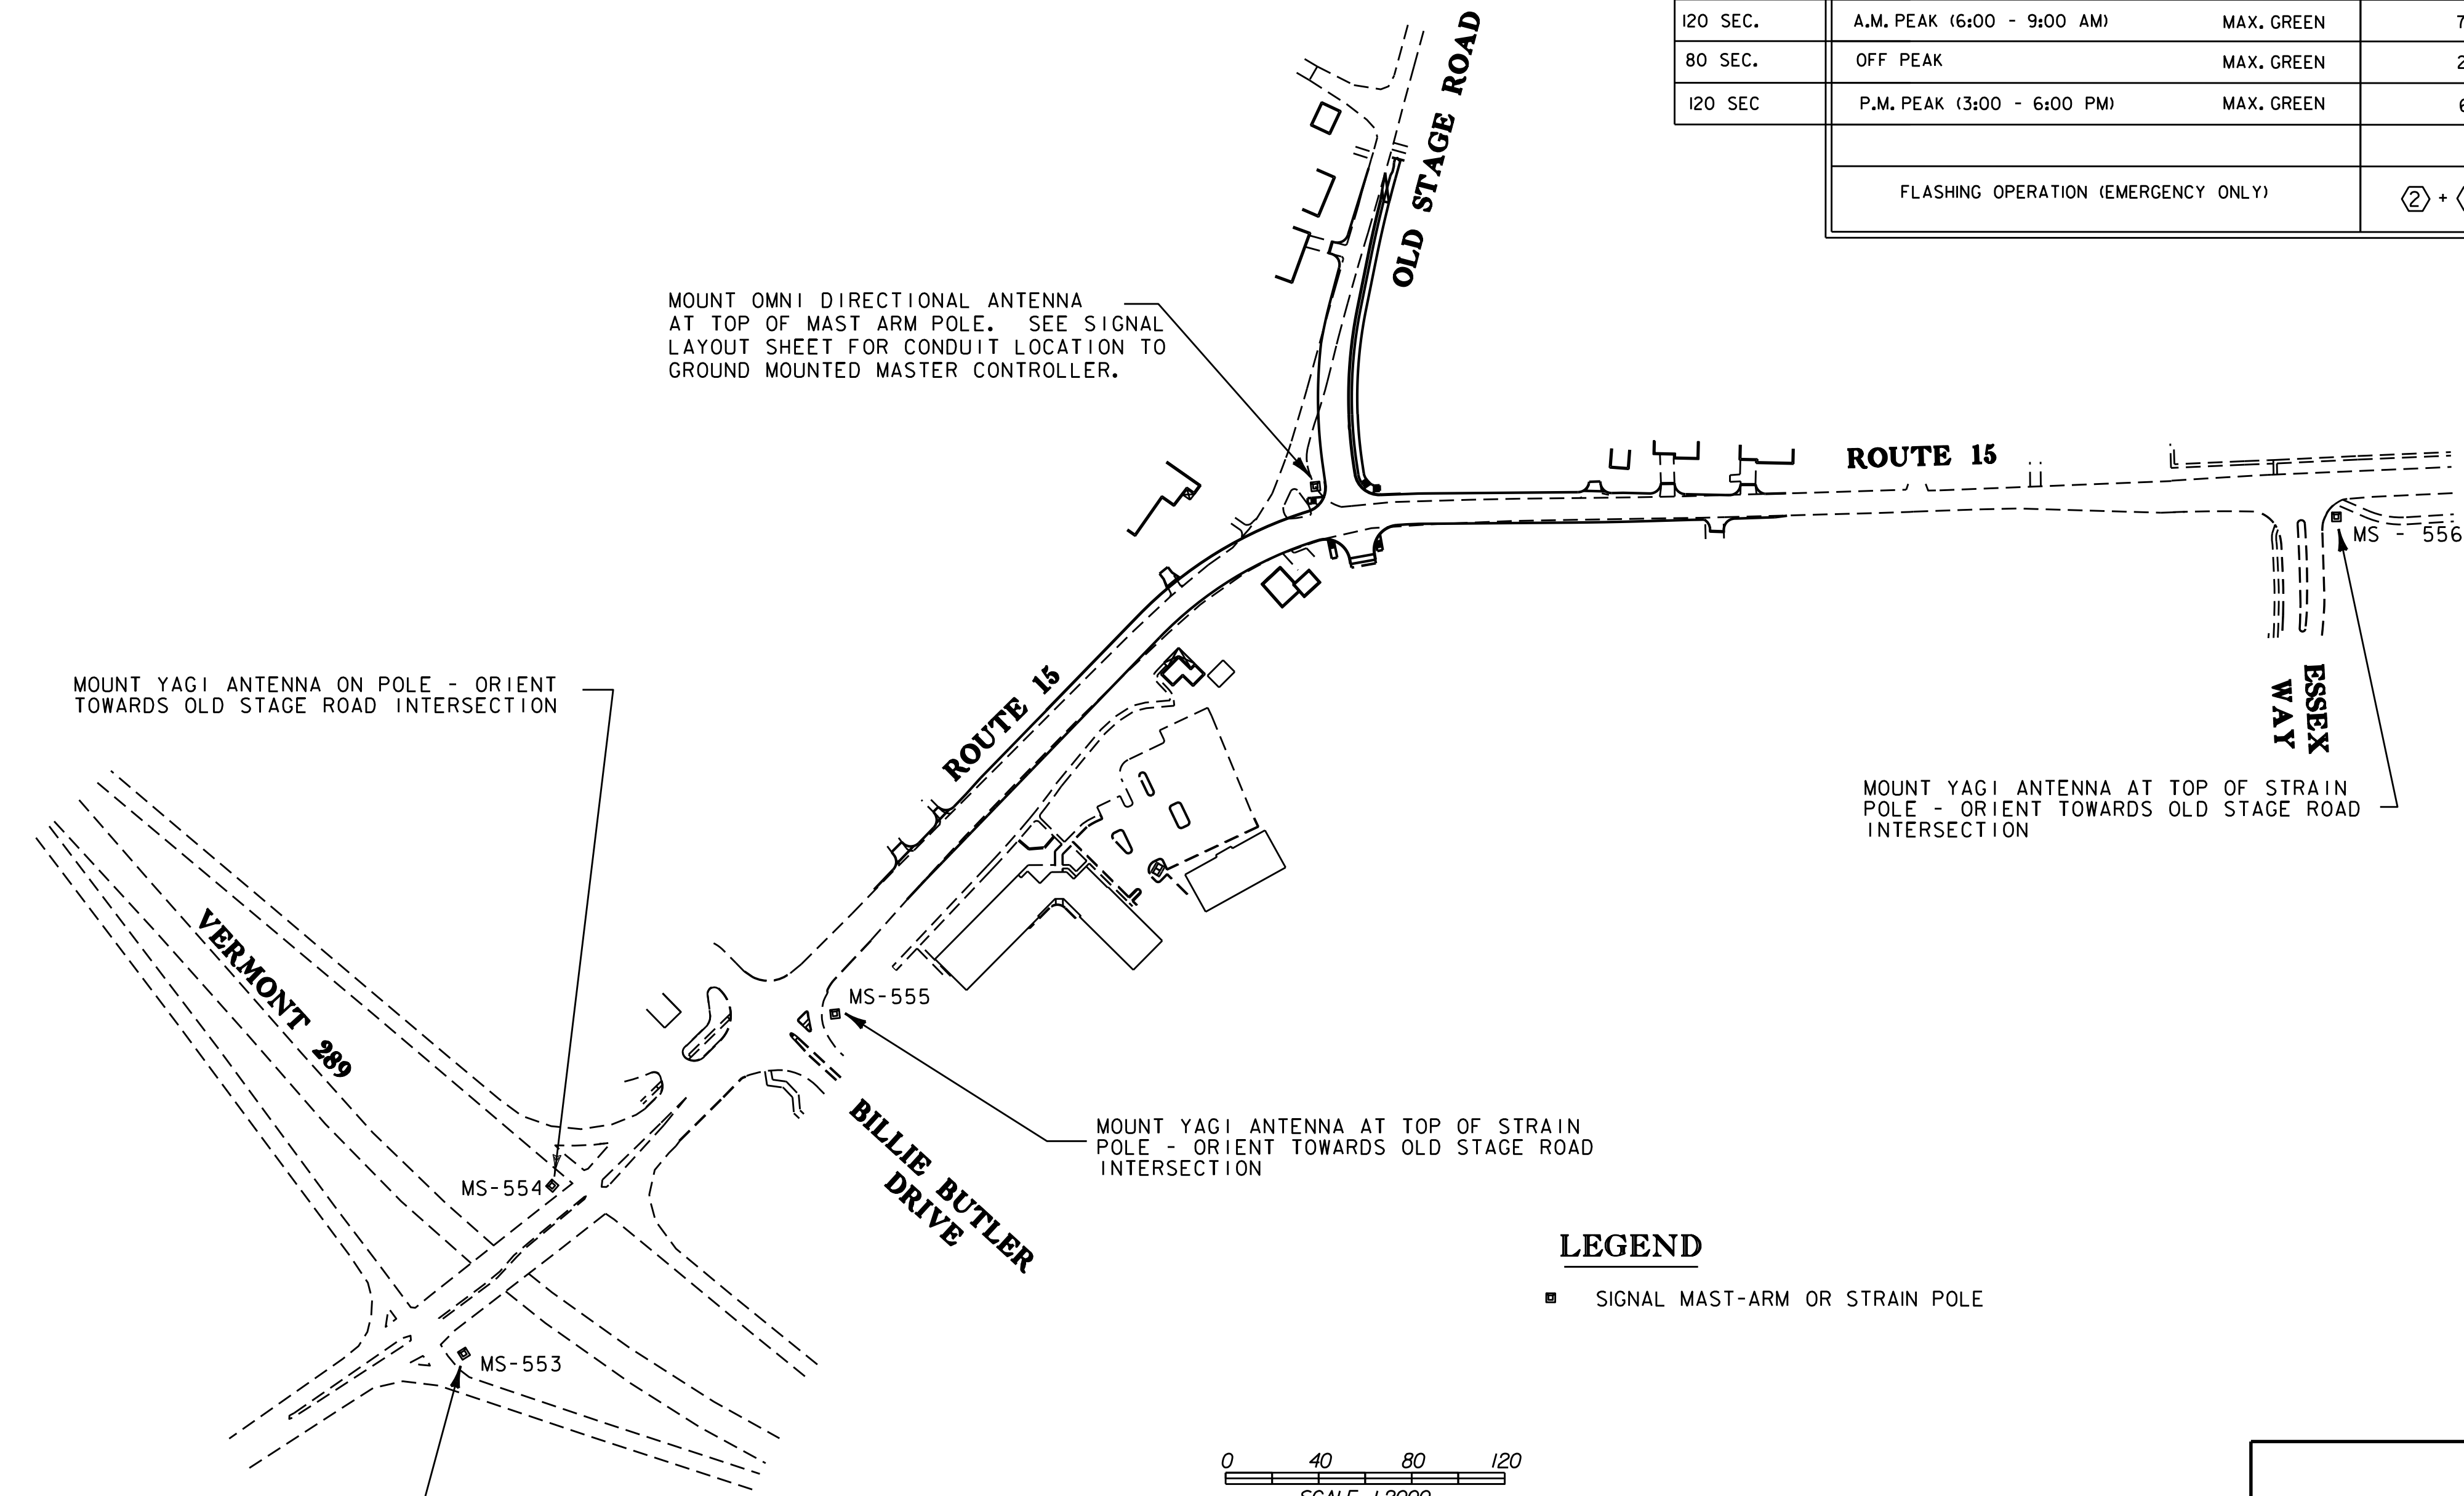 120 SEC. A.M. PEAK (6:00 - 9:00 AM) MAX. GREEN
80 SEC. OFF PEAK MAX. GREEN
120 SEC P.M. PEAK (3:00 - 6:00 PM) MAX. GREEN
FLASHING OPERATION (EMERGENCY ONLY) 2 +
OLD STAGE ROAD
MOUNT OMNI DIRECTIONAL ANTENNA
AT TOP OF MAST ARM POLE. SEE SIGNAL
LAYOUT SHEET FOR CONDUIT LOCATION TO
GROUND MOUNTED MASTER CONTROLLER.
ROUTE 15
MS - 556
ESSEX
WAY
MOUNT YAGI ANTENNA AT TOP OF STRAIN
POLE - ORIENT TOWARDS OLD STAGE ROAD
INTERSECTION
ROUTE 15
MOUNT YAGI ANTENNA ON POLE - ORIENT
TOWARDS OLD STAGE ROAD INTERSECTION
VERMONT 289
MS-555
BILLIE BUTLER
DRIVE
MOUNT YAGI ANTENNA AT TOP OF STRAIN
POLE - ORIENT TOWARDS OLD STAGE ROAD
INTERSECTION
MS-554
MS-553
LEGEND
SIGNAL MAST-ARM OR STRAIN POLE
0 40 80 120